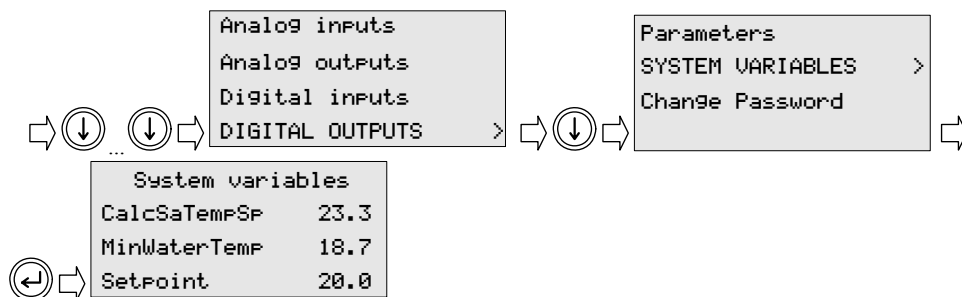 Analog inputs
Analog outputs
Digital inputs
DIGITAL OUTPUTS >
...
Parameters
SYSTEM VARIABLES >
Change Password
System variables
CalcSaTempSp 23.3
MinWaterTemp 18.7
Setpoint 20.0